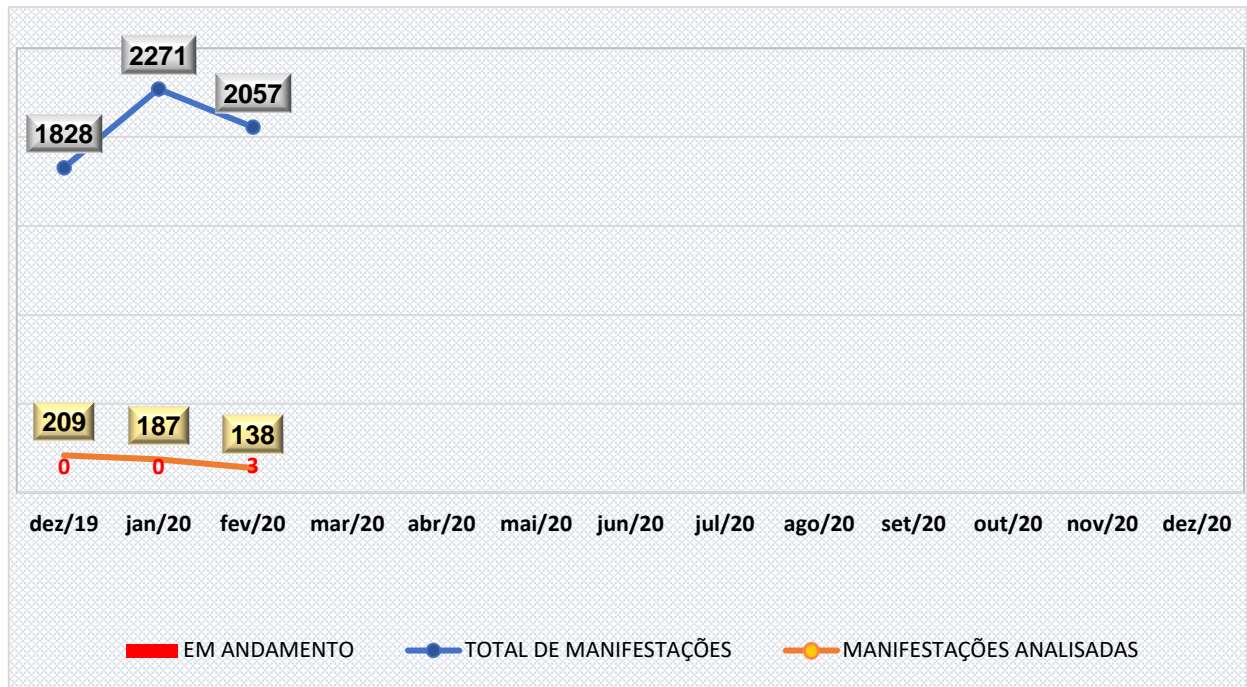 2271
2057
1828
209 187 138
0 0 3
dez/19 jan/20 fev/20 mar/20 abr/20 mai/20 jun/20 jul/20 ago/20 set/20 out/20 nov/20 dez/20
EM ANDAMENTO TOTAL DE MANIFESTAÇÕES MANIFESTAÇÕES ANALISADAS